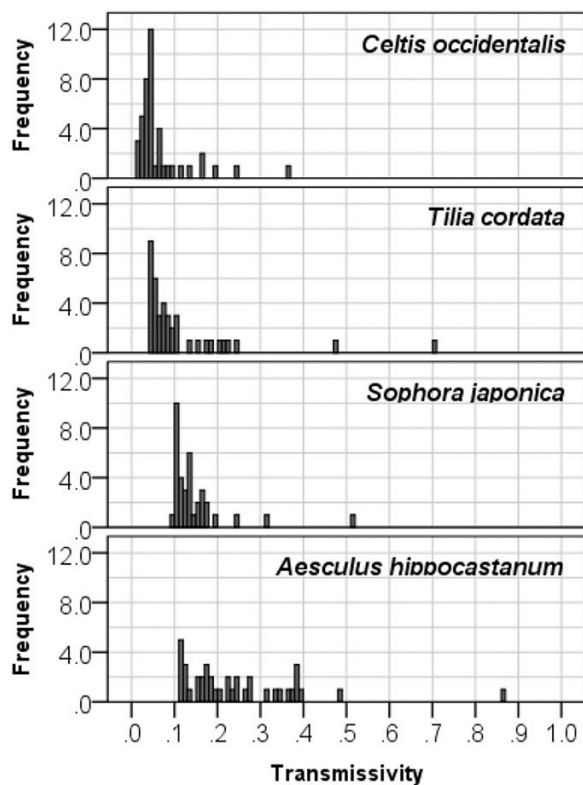 12.0
8.0
4.0
.0
Frequency
Celtis occidentalis
12.0
8.0
4.0
.0
Frequency
Tilia cordata
12.0
8.0
4.0
.0
Frequency
Sophora japonica
12.0
8.0
4.0
.0
Frequency
Aesculus hippocastanum
.0 .1 .2 .3 .4 .5 .6 .7 .8 .9 1.0
Transmissivity